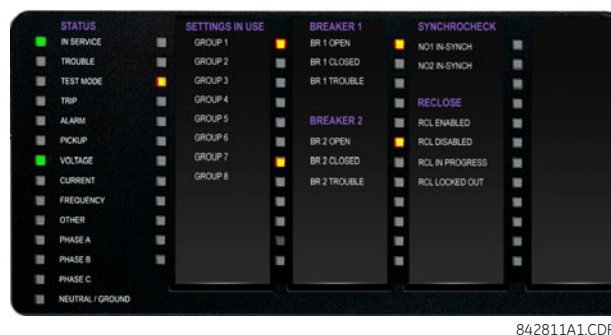 STATUS
IN SERVICE
TROUBLE
TEST MODE
TRIP
ALARM
PICKUP
VOLTAGE
CURRENT
FREQUENCY
OTHER
PHASE A
PHASE B
PHASE C
NEUTRAL / GROUND
SETTINGS IN USE
GROUP 1
GROUP 2
GROUP 3
GROUP 4
GROUP 5
GROUP 6
GROUP 7
GROUP 8
BREAKER 1
BR 1 OPEN
BR 1 CLOSED
BR 1 TROUBLE
BREAKER 2
BR 2 OPEN
BR 2 CLOSED
BR 2 TROUBLE
SYNCHROCHECK
NO1 IN-SYNCH
NO2 IN-SYNCH
RECLOSE
RCL ENABLED
RCL DISABLED
RCL IN PROGRESS
RCL LOCKED OUT
842811A1.CDR